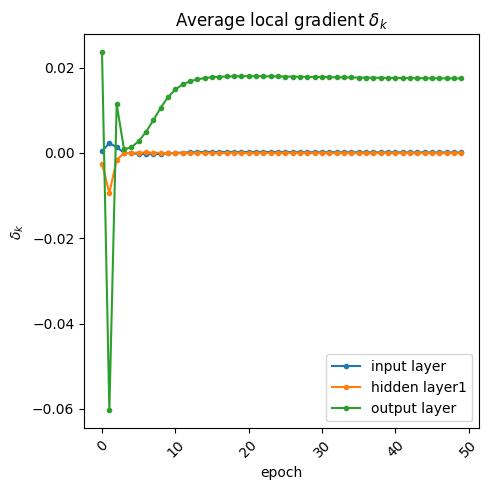 Average local gradient δₖ
0.02
0.00
−0.02
−0.04
−0.06
δₖ
0
10
20
30
40
50
epoch
input layer
hidden layer1
output layer